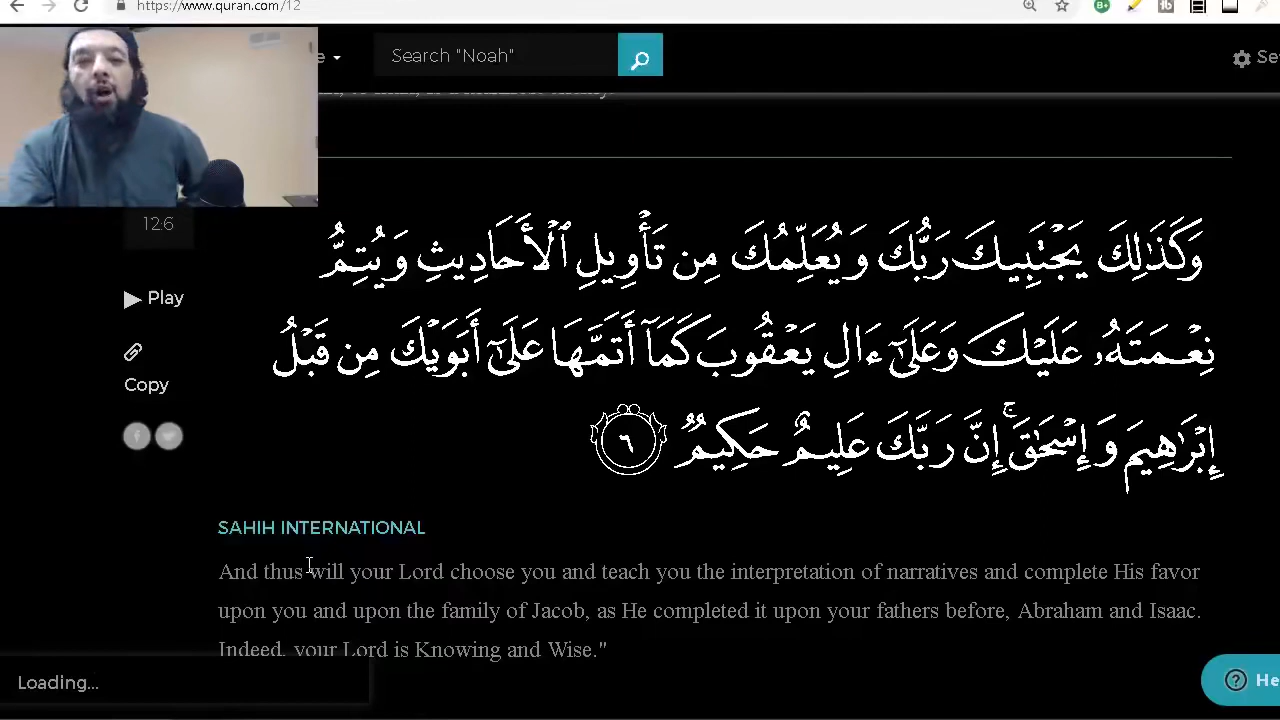 https://www.quran.com/12
Search "Noah"
12:6
Play
Copy
وَكَذَٰلِكَ يَجْتَبِيكَ رَبُّكَ وَيُعَلِّمُكَ مِن تَأْوِيلِ ٱلْأَحَادِيثِ وَيُتِمُّ
نِعْمَتَهُۥ عَلَيْكَ وَعَلَىٰٓ ءَالِ يَعْقُوبَ كَمَآ أَتَمَّهَا عَلَىٰٓ أَبَوَيْكَ مِن قَبْلُ
إِبْرَٰهِيمَ وَإِسْحَٰقَ ۚ إِنَّ رَبَّكَ عَلِيمٌ حَكِيمٌ ٦
SAHIH INTERNATIONAL
And thus will your Lord choose you and teach you the interpretation of narratives and complete His favor
upon you and upon the family of Jacob, as He completed it upon your fathers before, Abraham and Isaac.
Indeed, your Lord is Knowing and Wise."
Loading...